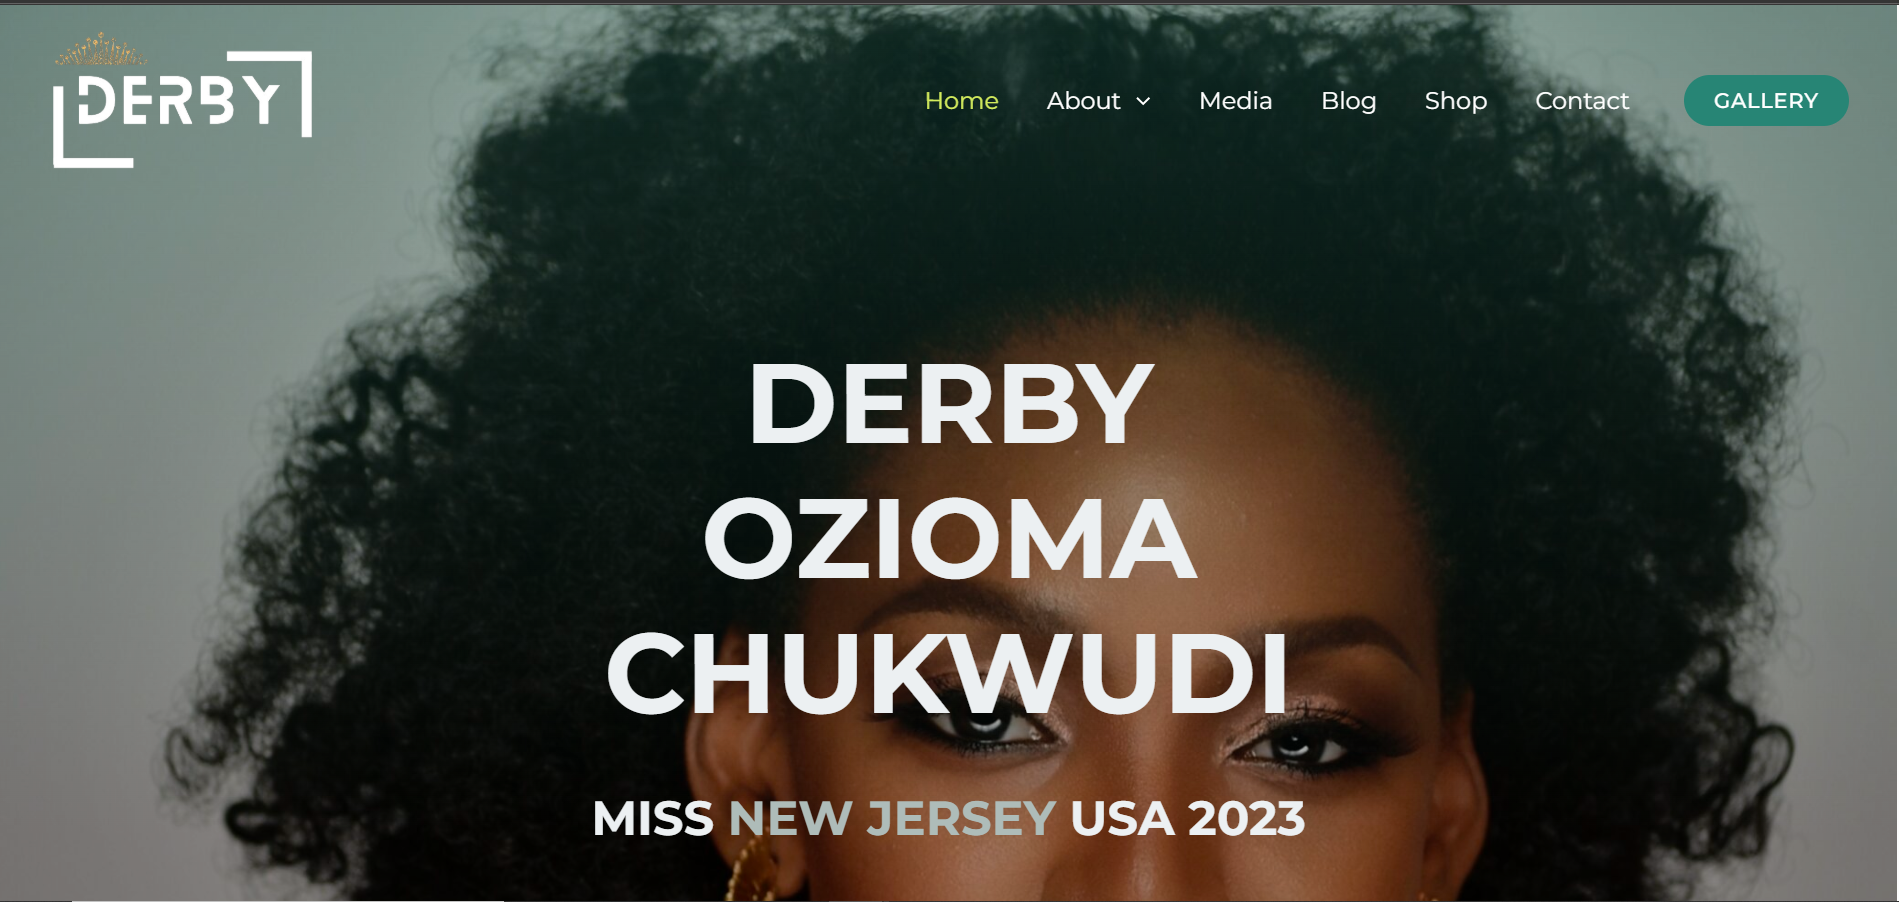 DERBY
Home About Media Blog Shop Contact GALLERY
DERBY
OZIOMA
CHUKWUDI
MISS NEW JERSEY USA 2023